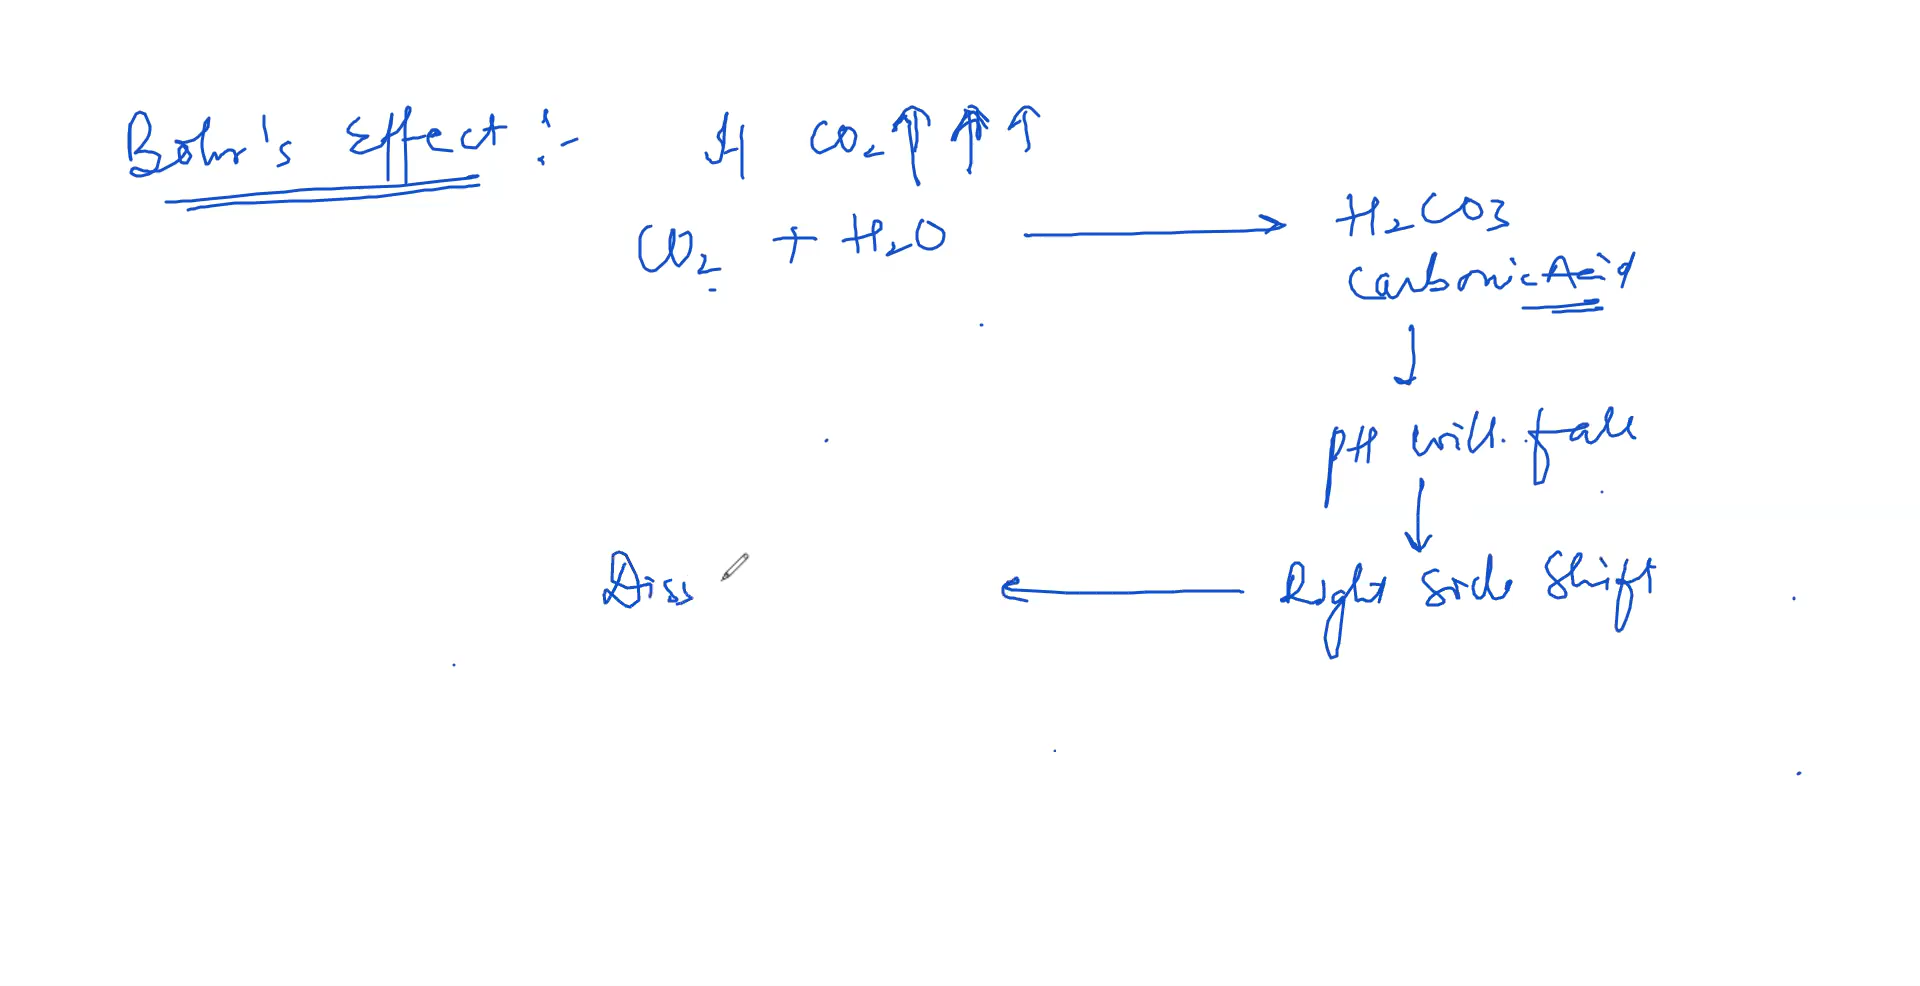 Bohr's Effect :- If CO2 ↑ ↑ ↑
CO2 + H2O → H2CO3
Carbonic Acid
↓
pH will fall
↓
Diss ← Right Side Shift